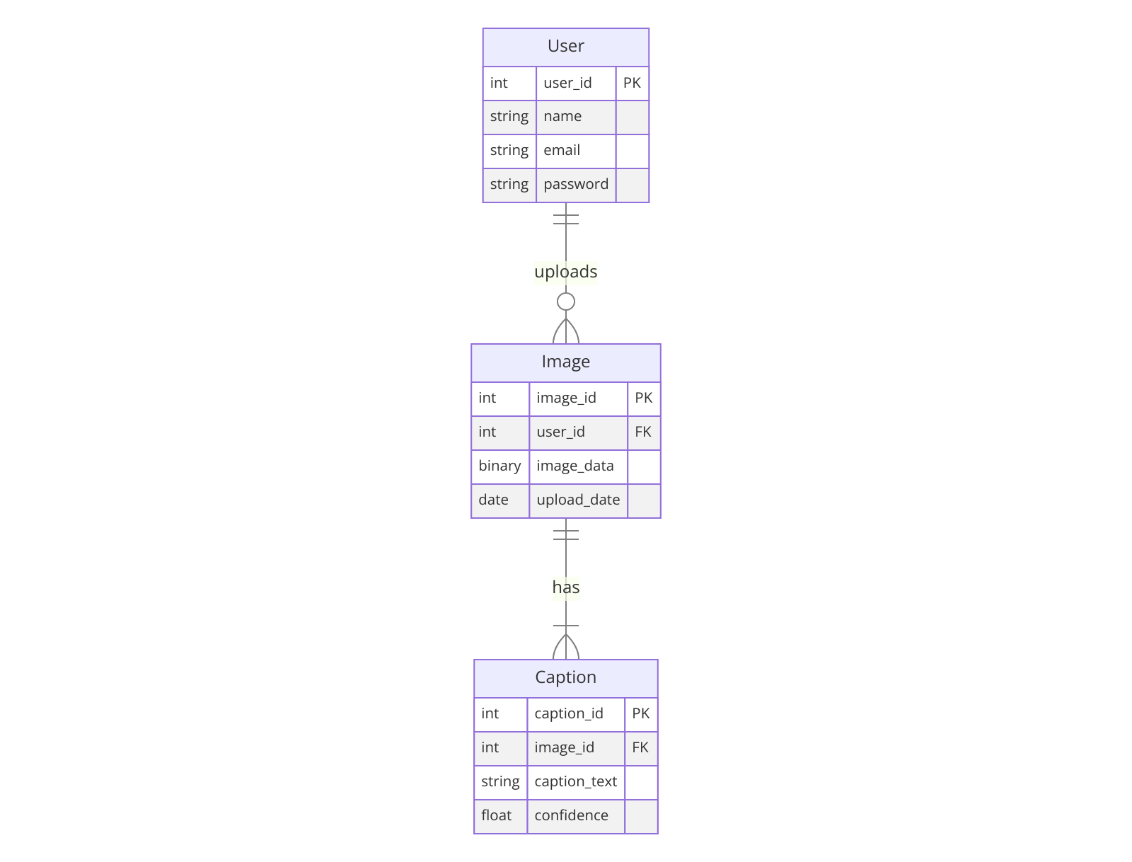 User
int user_id PK
string name
string email
string password
uploads
Image
int image_id PK
int user_id FK
binary image_data
date upload_date
has
Caption
int caption_id PK
int image_id FK
string caption_text
float confidence